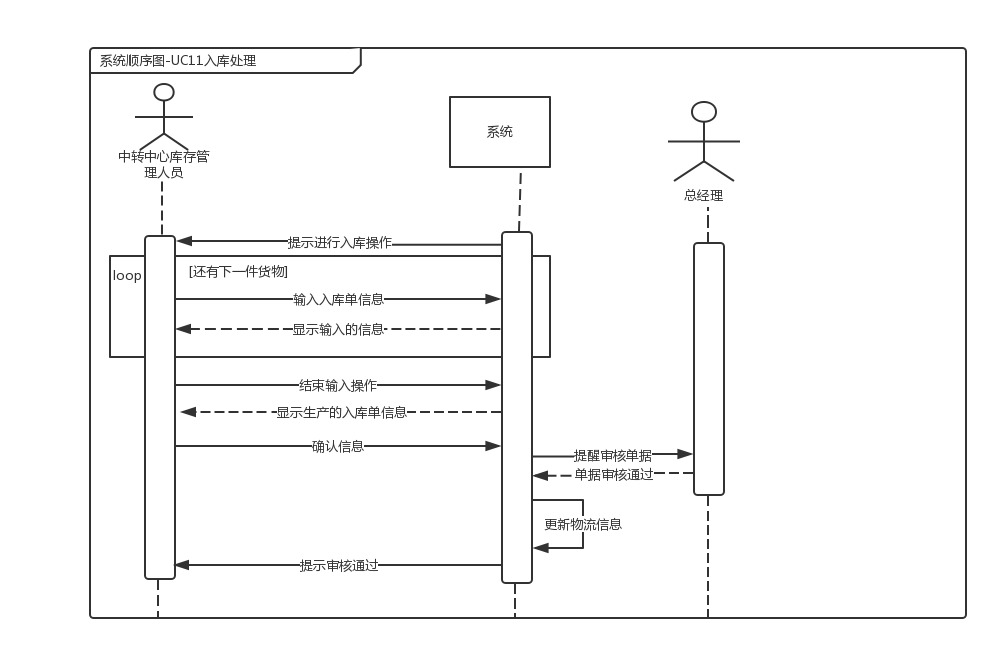 系统顺序图-UC11入库处理
中转中心库存管
理人员
系统
总经理
提示进行入库操作
loop
[还有下一件货物]
输入入库单信息
显示输入的信息
结束输入操作
显示生产的入库单信息
确认信息
提醒审核单据
单据审核通过
更新物流信息
提示审核通过